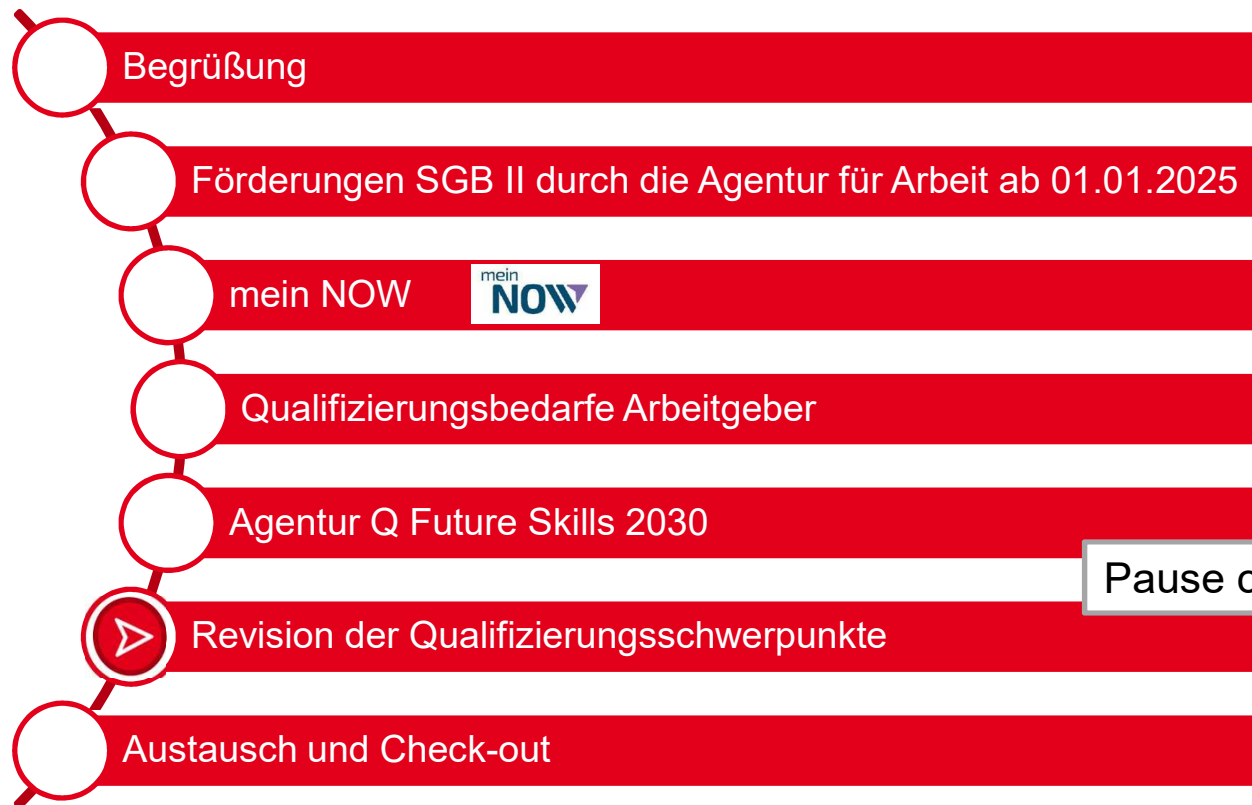 Begrüßung
Förderungen SGB II durch die Agentur für Arbeit ab 01.01.2025
mein NOW
mein
NOW
Qualifizierungsbedarfe Arbeitgeber
Agentur Q Future Skills 2030
Pause
Revision der Qualifizierungsschwerpunkte
Austausch und Check-out